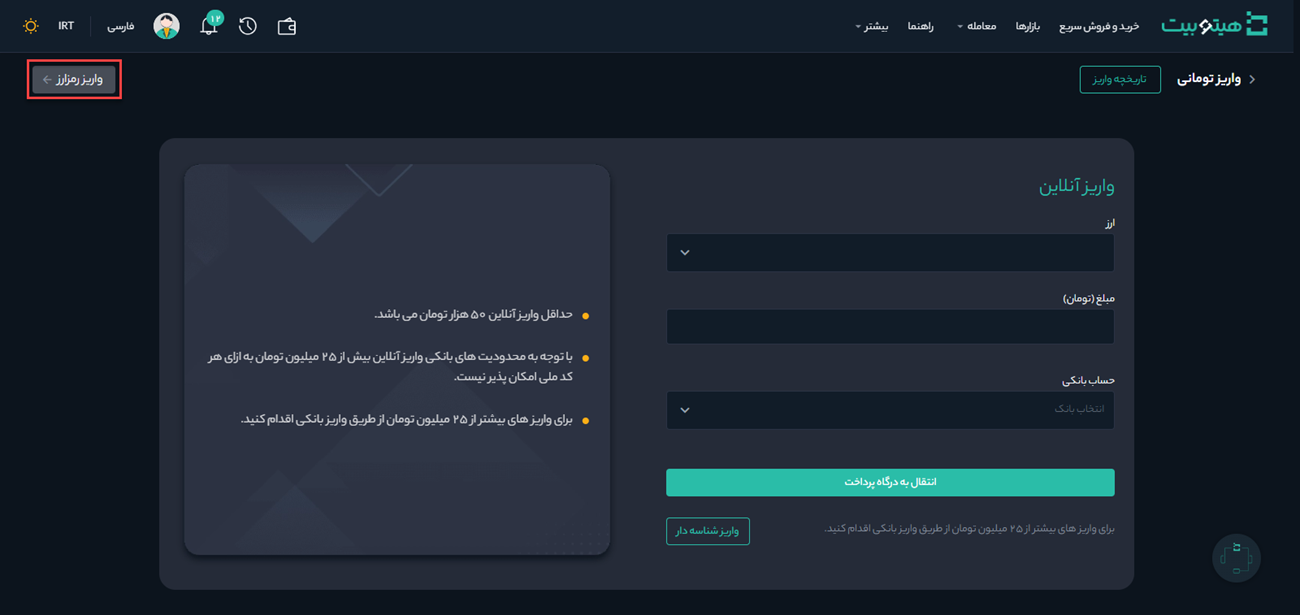 هیتوبیت
خرید و فروش سریع
بازارها
معامله
راهنما
بیشتر
۱۲
فارسی
IRT
واریز تومانی
تاریخچه واریز
واریز رمزارز
واریز آنلاین
ارز
مبلغ (تومان)
حساب بانکی
انتخاب بانک
انتقال به درگاه پرداخت
برای واریز های بیشتر از ۲۵ میلیون تومان از طریق واریز بانکی اقدام کنید.
واریز شناسه دار
حداقل واریز آنلاین ۵۰ هزار تومان می باشد.
با توجه به محدودیت های بانکی واریز آنلاین بیش از ۲۵ میلیون تومان به ازای هر
کد ملی امکان پذیر نیست.
برای واریز های بیشتر از ۲۵ میلیون تومان از طریق واریز بانکی اقدام کنید.